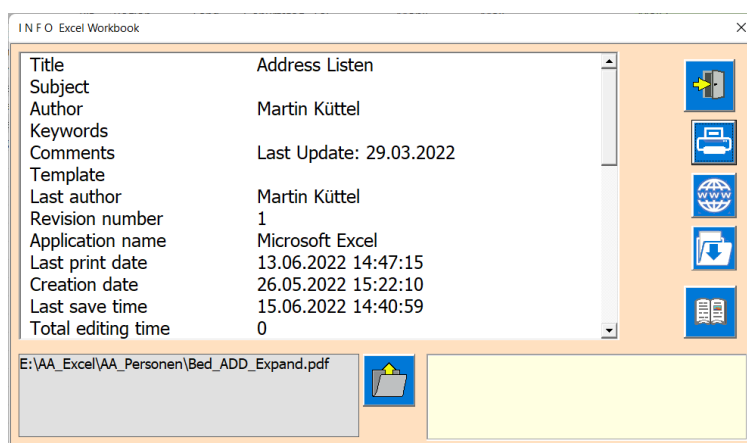 I N F O Excel Workbook
Title Address Listen
Subject
Author Martin Küttel
Keywords
Comments Last Update: 29.03.2022
Template
Last author Martin Küttel
Revision number 1
Application name Microsoft Excel
Last print date 13.06.2022 14:47:15
Creation date 26.05.2022 15:22:10
Last save time 15.06.2022 14:40:59
Total editing time 0
E:\AA_Excel\AA_Personen\Bed_ADD_Expand.pdf
www